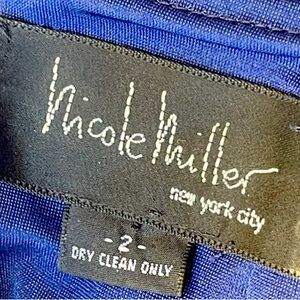 Nicole Miller
new york city
- 2 -
DRY CLEAN ONLY